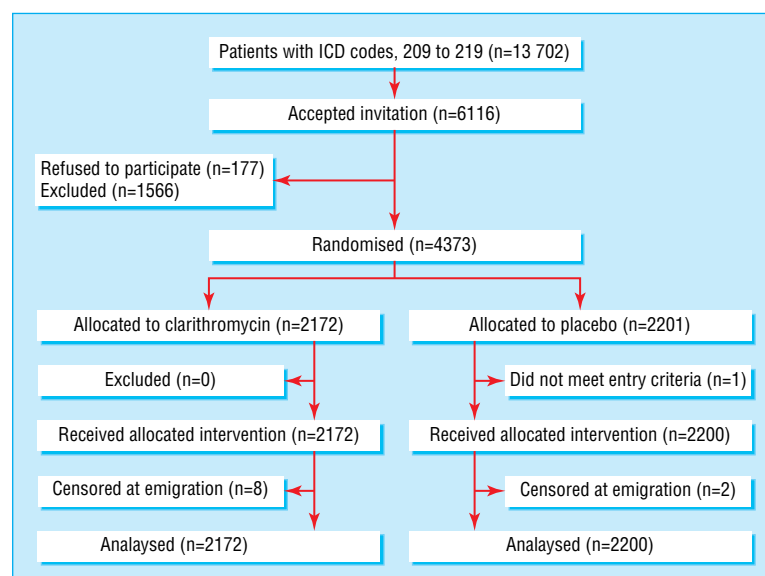 Patients with ICD codes, 209 to 219 (n=13 702)
Accepted invitation (n=6116)
Refused to participate (n=177)
Excluded (n=1566)
Randomised (n=4373)
Allocated to clarithromycin (n=2172)
Allocated to placebo (n=2201)
Excluded (n=0)
Did not meet entry criteria (n=1)
Received allocated intervention (n=2172)
Received allocated intervention (n=2200)
Censored at emigration (n=8)
Censored at emigration (n=2)
Analaysed (n=2172)
Analaysed (n=2200)